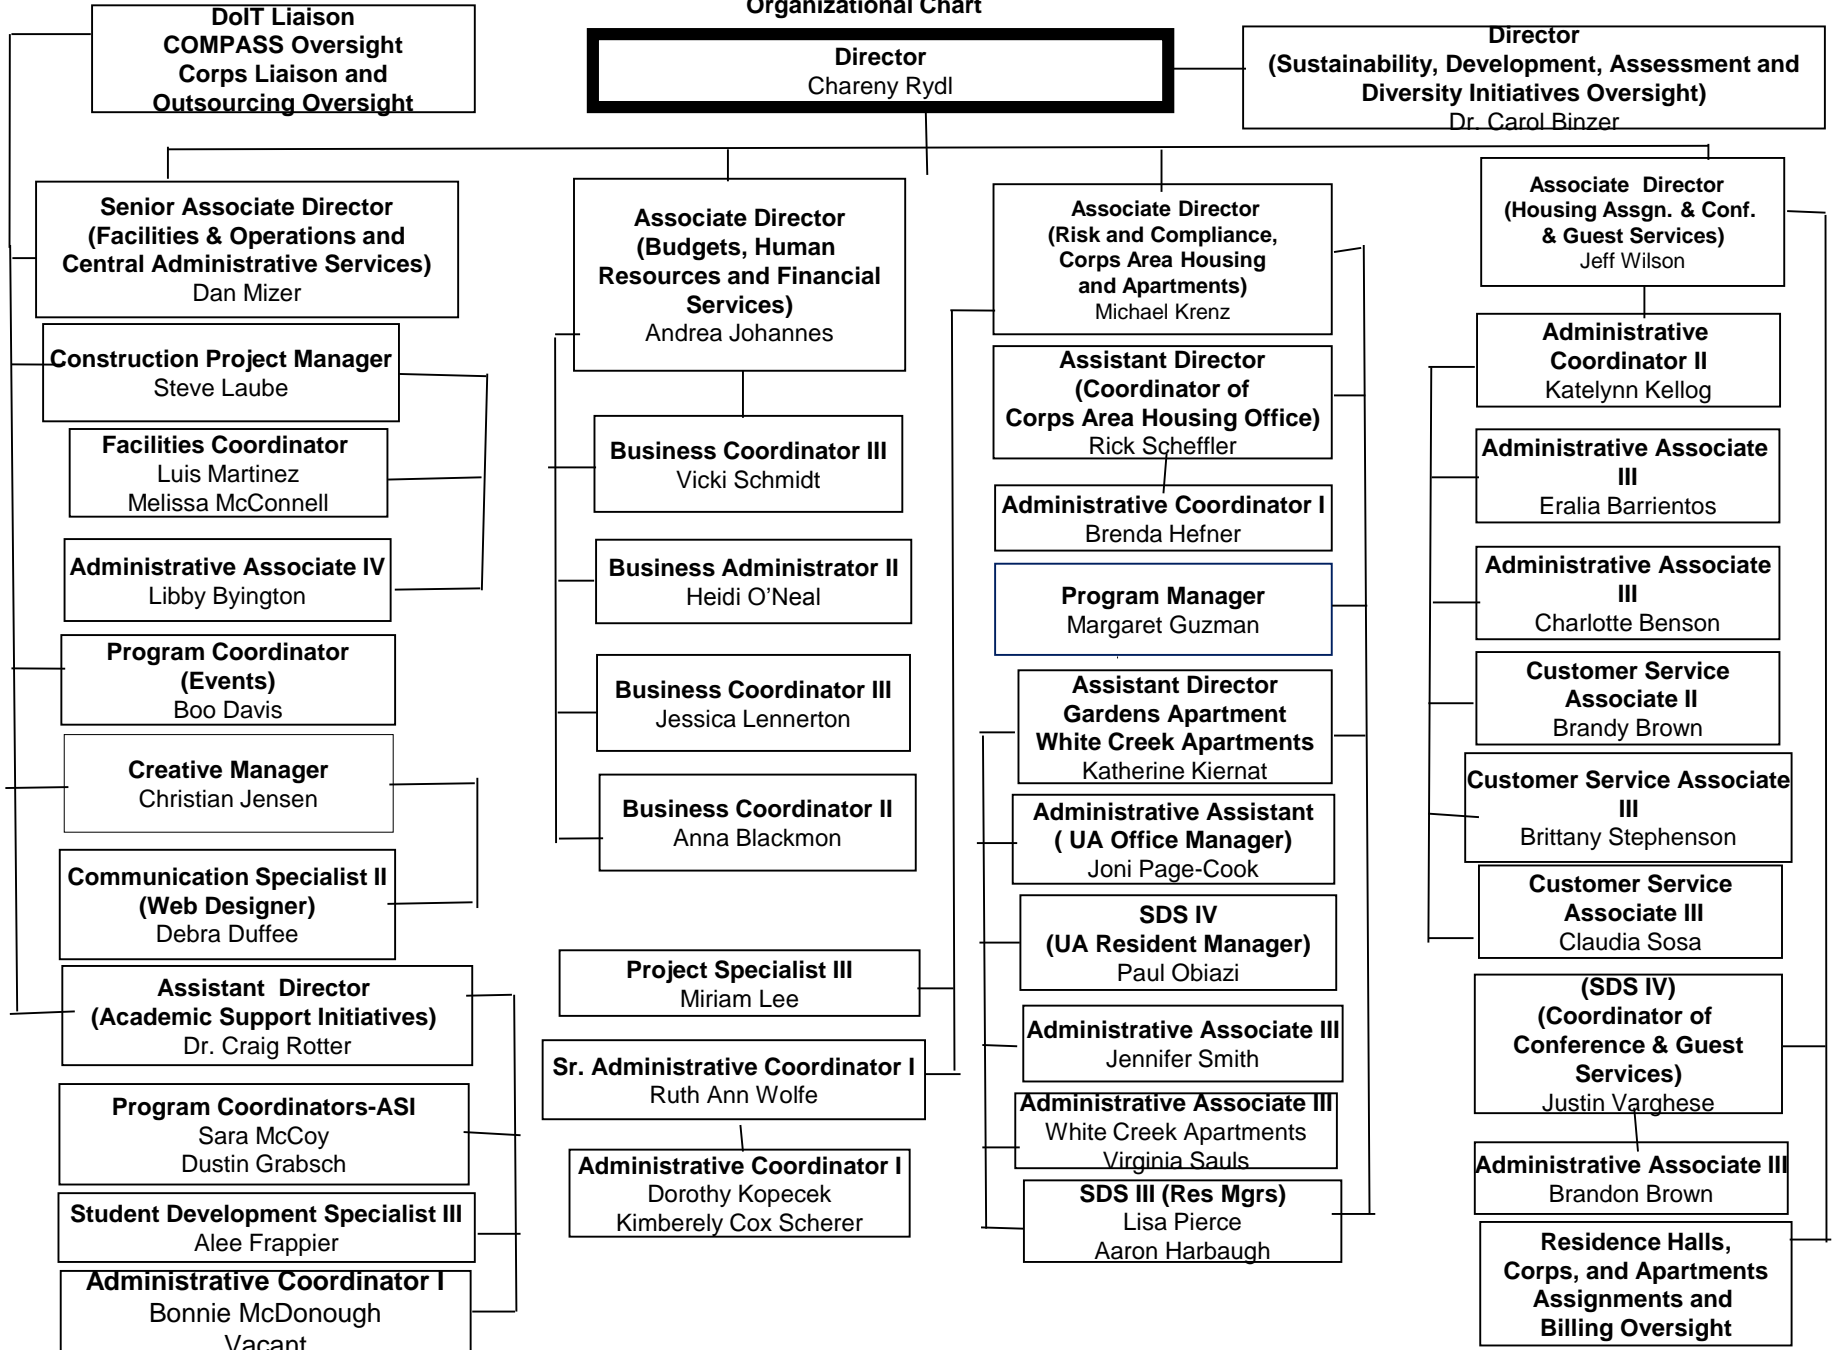 Organizational Chart
DoIT Liaison
COMPASS Oversight
Corps Liaison and
Outsourcing Oversight
Director
Chareny Rydl
Director
(Sustainability, Development, Assessment and
Diversity Initiatives Oversight)
Dr. Carol Binzer
Senior Associate Director
(Facilities & Operations and
Central Administrative Services)
Dan Mizer
Construction Project Manager
Steve Laube
Facilities Coordinator
Luis Martinez
Melissa McConnell
Administrative Associate IV
Libby Byington
Program Coordinator
(Events)
Boo Davis
Creative Manager
Christian Jensen
Communication Specialist II
(Web Designer)
Debra Duffee
Assistant Director
(Academic Support Initiatives)
Dr. Craig Rotter
Program Coordinators-ASI
Sara McCoy
Dustin Grabsch
Student Development Specialist III
Alee Frappier
Administrative Coordinator I
Bonnie McDonough
Vacant
Associate Director
(Budgets, Human
Resources and Financial
Services)
Andrea Johannes
Business Coordinator III
Vicki Schmidt
Business Administrator II
Heidi O’Neal
Business Coordinator III
Jessica Lennerton
Business Coordinator II
Anna Blackmon
Project Specialist III
Miriam Lee
Sr. Administrative Coordinator I
Ruth Ann Wolfe
Administrative Coordinator I
Dorothy Kopecek
Kimberely Cox Scherer
Associate Director
(Risk and Compliance,
Corps Area Housing
and Apartments)
Michael Krenz
Assistant Director
(Coordinator of
Corps Area Housing Office)
Rick Scheffler
Administrative Coordinator I
Brenda Hefner
Program Manager
Margaret Guzman
Assistant Director
Gardens Apartment
White Creek Apartments
Katherine Kiernat
Administrative Assistant
( UA Office Manager)
Joni Page-Cook
SDS IV
(UA Resident Manager)
Paul Obiazi
Administrative Associate III
Jennifer Smith
Administrative Associate III
White Creek Apartments
Virginia Sauls
SDS III (Res Mgrs)
Lisa Pierce
Aaron Harbaugh
Associate Director
(Housing Assgn. & Conf.
& Guest Services)
Jeff Wilson
Administrative
Coordinator II
Katelynn Kellog
Administrative Associate
III
Eralia Barrientos
Administrative Associate
III
Charlotte Benson
Customer Service
Associate II
Brandy Brown
Customer Service Associate
III
Brittany Stephenson
Customer Service
Associate III
Claudia Sosa
(SDS IV)
(Coordinator of
Conference & Guest
Services)
Justin Varghese
Administrative Associate III
Brandon Brown
Residence Halls,
Corps, and Apartments
Assignments and
Billing Oversight